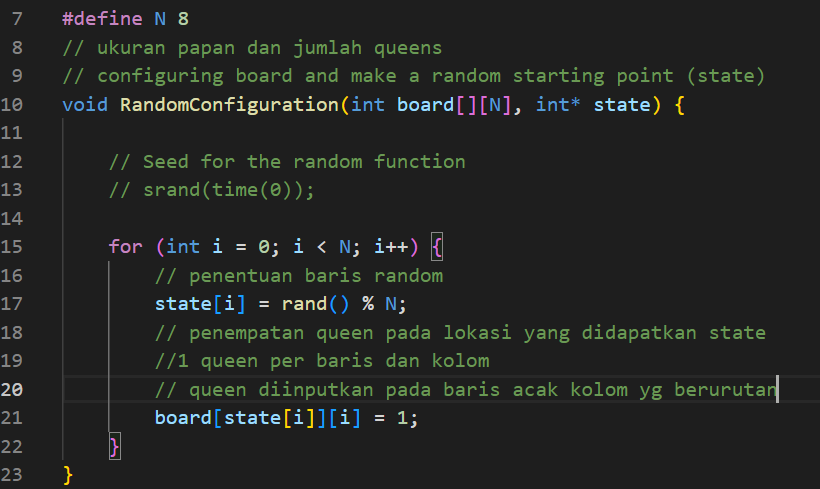 7 #define N 8
8 // ukuran papan dan jumlah queens
9 // configuring board and make a random starting point (state)
10 void RandomConfiguration(int board[][N], int* state) {
11
12 // Seed for the random function
13 // srand(time(0));
14
15 for (int i = 0; i < N; i++) {
16 // penentuan baris random
17 state[i] = rand() % N;
18 // penempatan queen pada lokasi yang didapatkan state
19 //1 queen per baris dan kolom
20 // queen diinputkan pada baris acak kolom yg berurutan
21 board[state[i]][i] = 1;
22 }
23 }